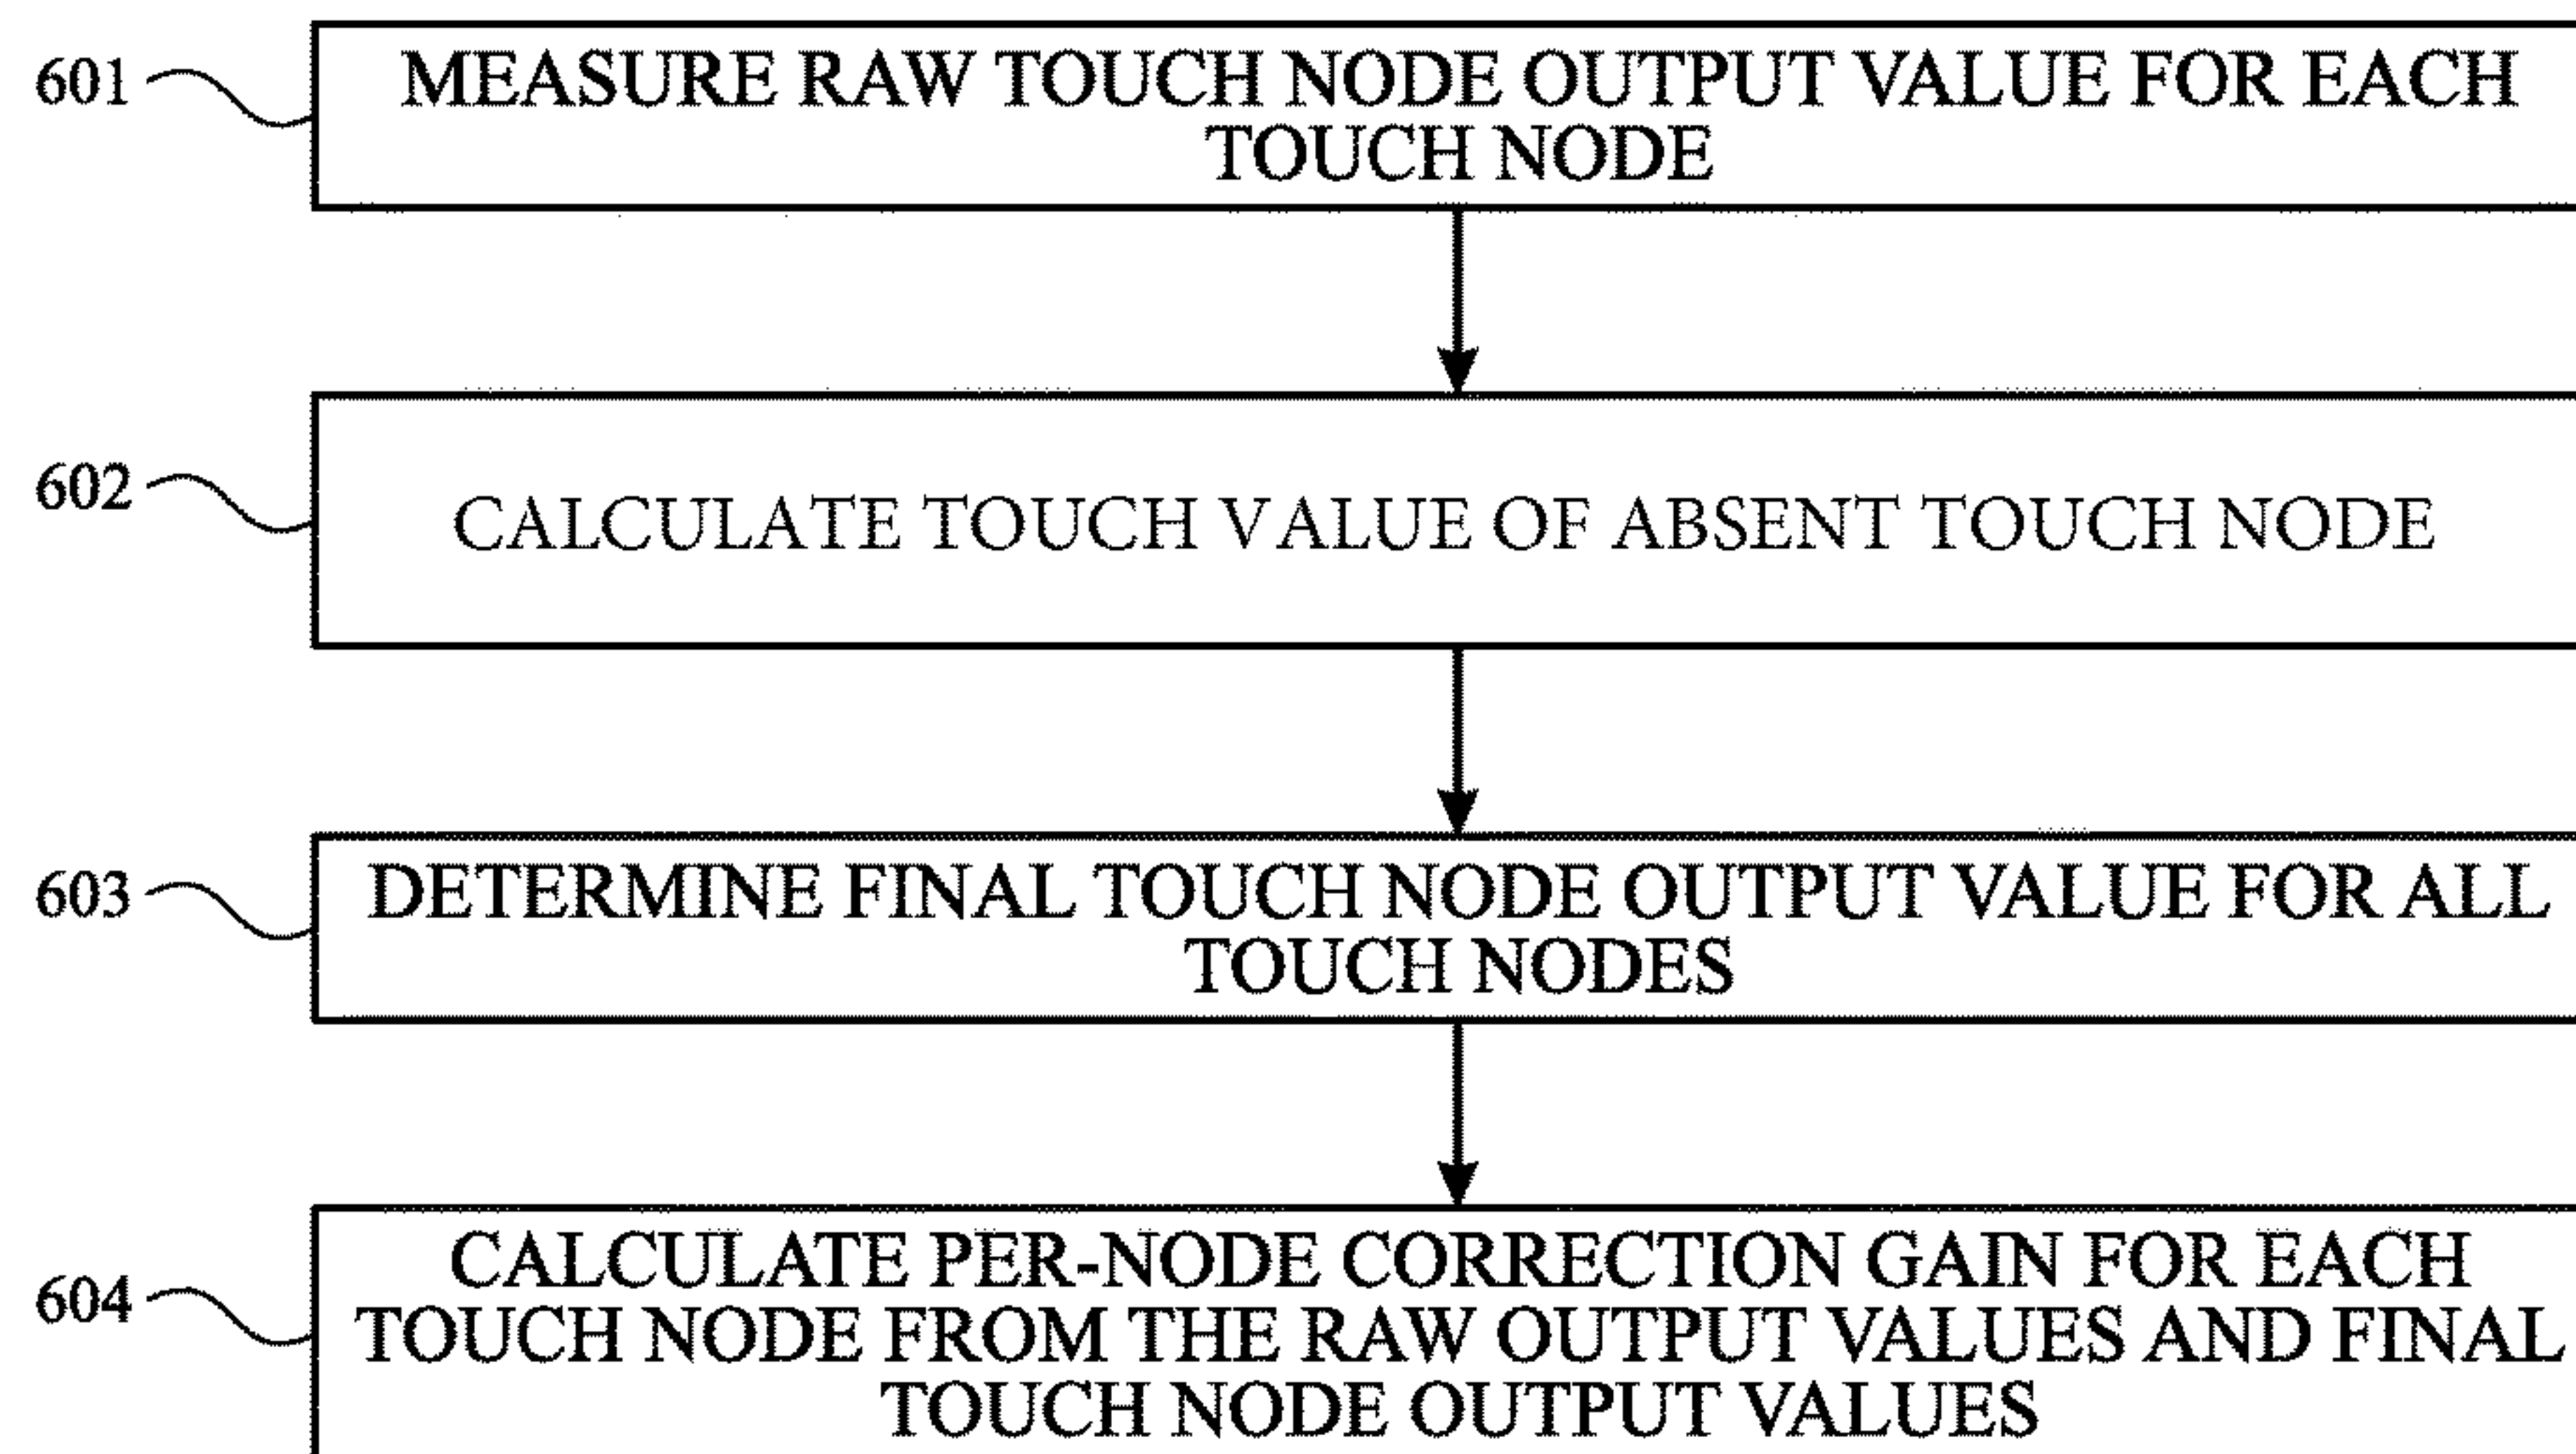 601
MEASURE RAW TOUCH NODE OUTPUT VALUE FOR EACH
TOUCH NODE
602
CALCULATE TOUCH VALUE OF ABSENT TOUCH NODE
603
DETERMINE FINAL TOUCH NODE OUTPUT VALUE FOR ALL
TOUCH NODES
604
CALCULATE PER-NODE CORRECTION GAIN FOR EACH
TOUCH NODE FROM THE RAW OUTPUT VALUES AND FINAL
TOUCH NODE OUTPUT VALUES